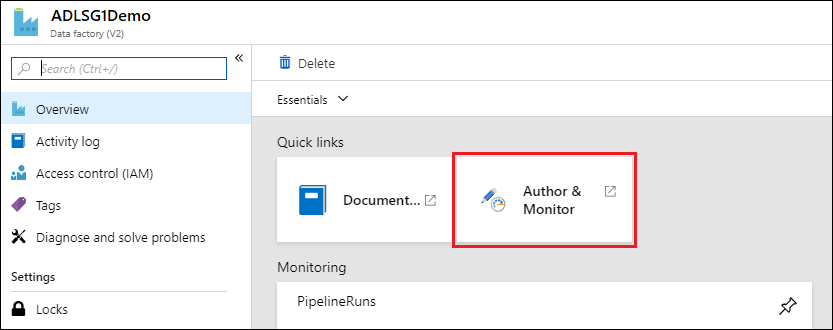 ADLSG1Demo
Data factory (V2)
Search (Ctrl+/)
«
Overview
Activity log
Access control (IAM)
Tags
Diagnose and solve problems
Settings
Locks
Delete
Essentials
Quick links
Document...
Author &
Monitor
Monitoring
PipelineRuns